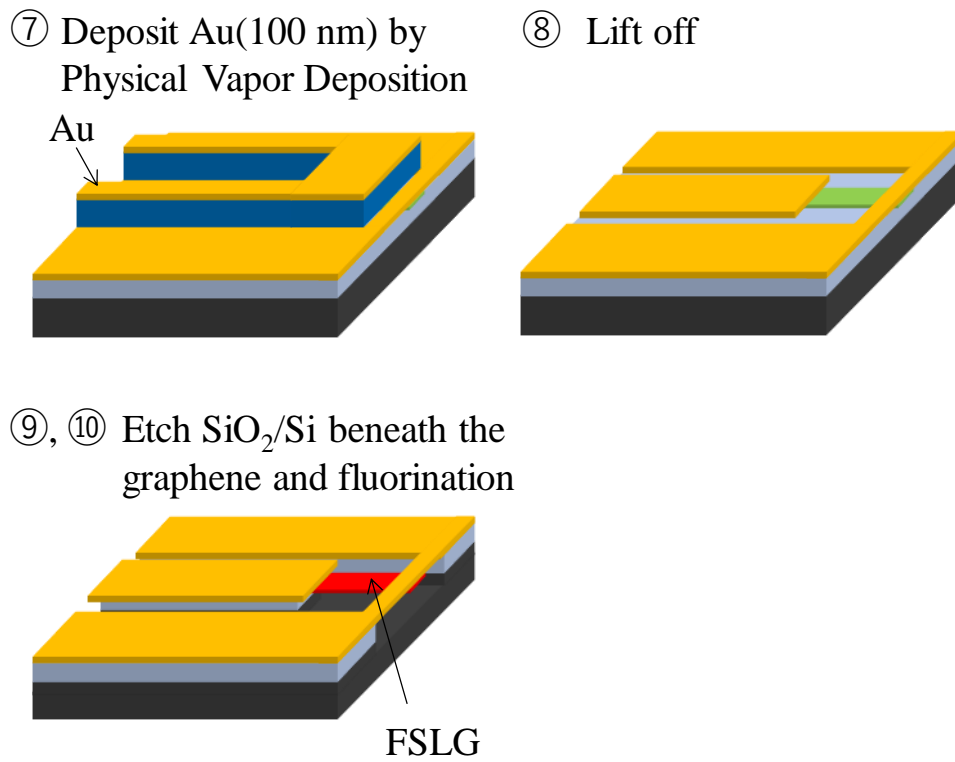 ⑦ Deposit Au(100 nm) by
Physical Vapor Deposition
Au
⑧ Lift off
⑨, ⑩ Etch SiO₂/Si beneath the
graphene and fluorination
FSLG